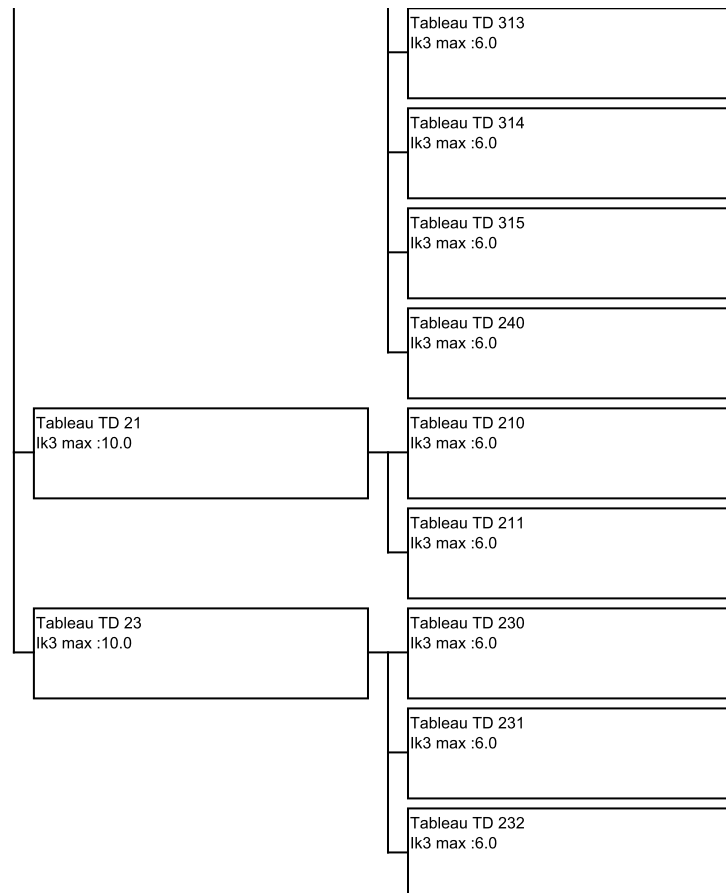 Tableau TD 313
Ik3 max :6.0
Tableau TD 314
Ik3 max :6.0
Tableau TD 315
Ik3 max :6.0
Tableau TD 240
Ik3 max :6.0
Tableau TD 21
Ik3 max :10.0
Tableau TD 210
Ik3 max :6.0
Tableau TD 211
Ik3 max :6.0
Tableau TD 23
Ik3 max :10.0
Tableau TD 230
Ik3 max :6.0
Tableau TD 231
Ik3 max :6.0
Tableau TD 232
Ik3 max :6.0